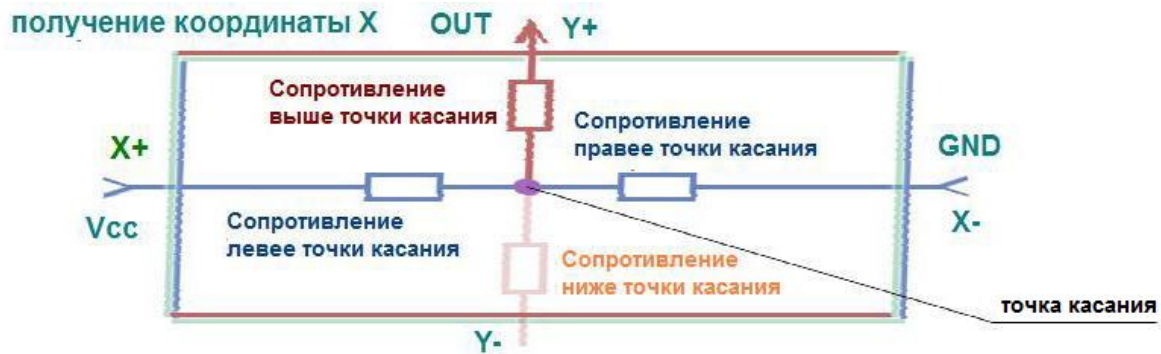 получение координаты X
OUT
Y+
Сопротивление
выше точки касания
Сопротивление
правее точки касания
X+
GND
Vcc
Сопротивление
левее точки касания
X-
Сопротивление
ниже точки касания
точка касания
Y-